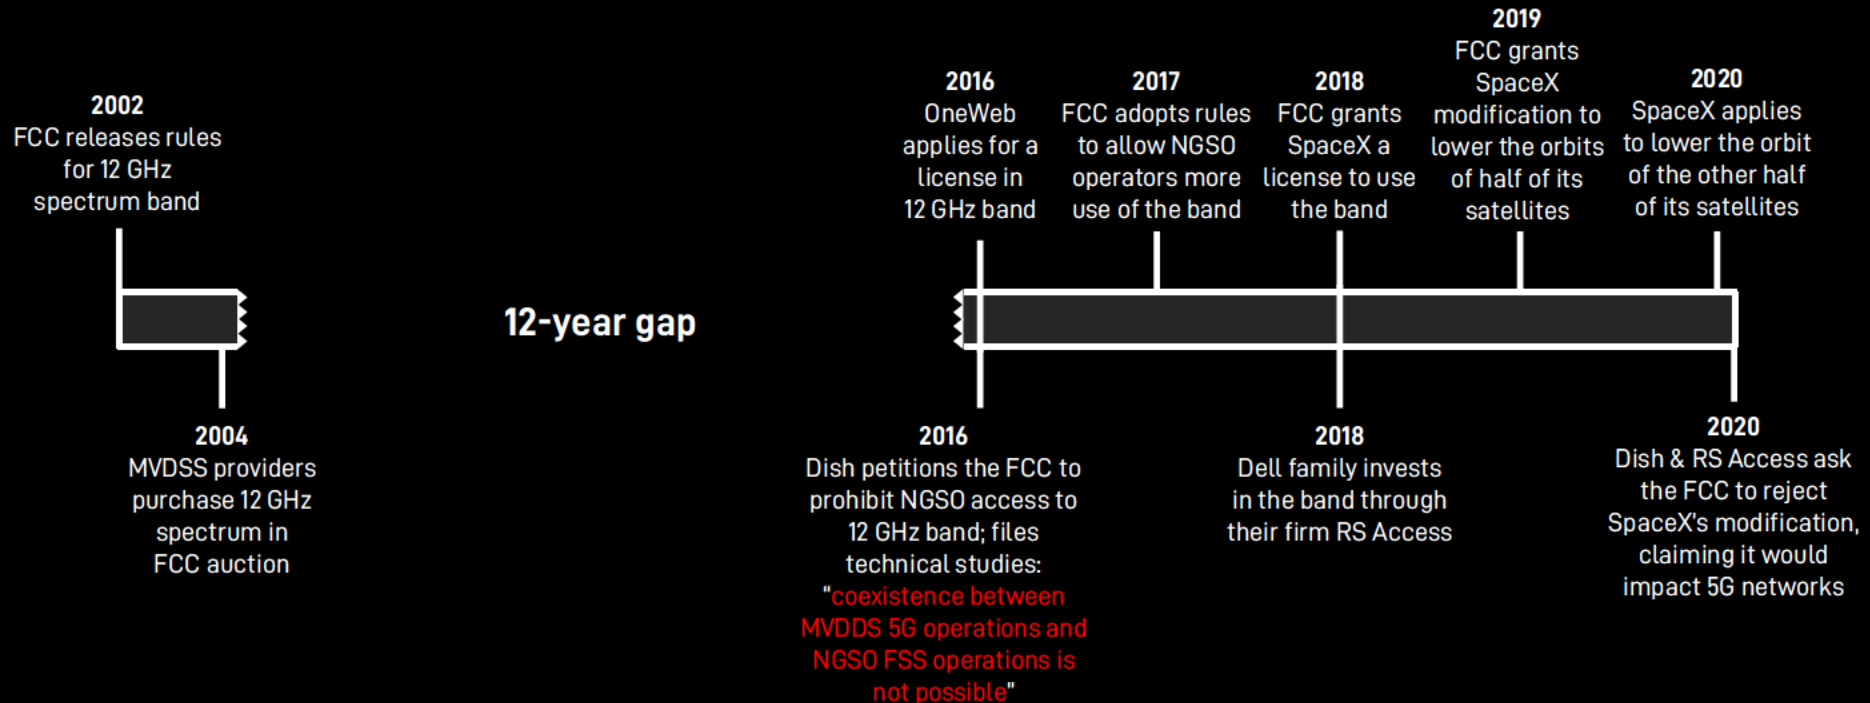 2002
FCC releases rules
for 12 GHz
spectrum band
2004
MVDSS providers
purchase 12 GHz
spectrum in
FCC auction
12-year gap
2016
OneWeb
applies for a
license in
12 GHz band
2016
Dish petitions the FCC to
prohibit NGSO access to
12 GHz band; files
technical studies:
"coexistence between
MVDDS 5G operations and
NGSO FSS operations is
not possible"
2017
FCC adopts rules
to allow NGSO
operators more
use of the band
2018
FCC grants
SpaceX a
license to use
the band
2018
Dell family invests
in the band through
their firm RS Access
2019
FCC grants
SpaceX
modification to
lower the orbits
of half of its
satellites
2020
SpaceX applies
to lower the orbit
of the other half
of its satellites
2020
Dish & RS Access ask
the FCC to reject
SpaceX's modification,
claiming it would
impact 5G networks